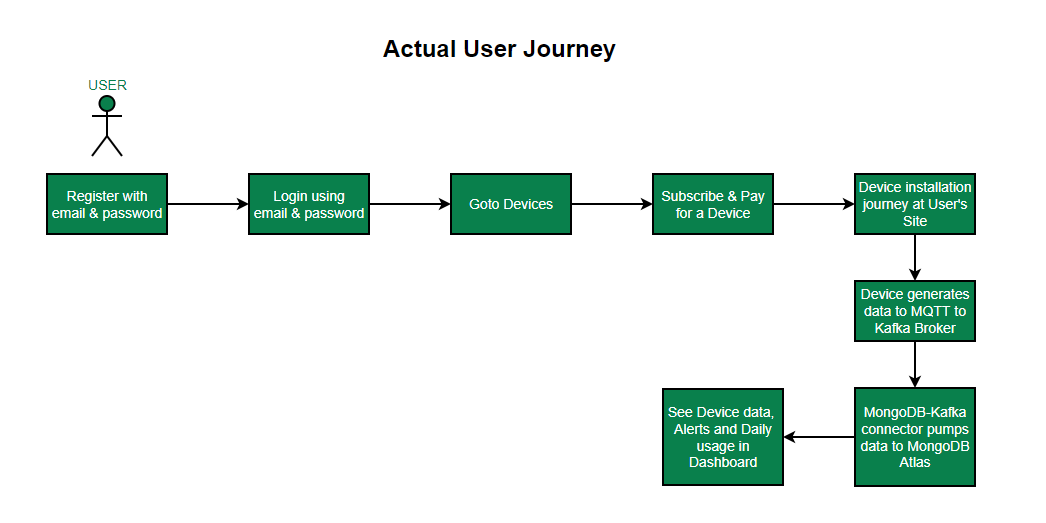 Actual User Journey
USER
Register with
email & password
Login using
email & password
Goto Devices
Subscribe & Pay
for a Device
Device installation
journey at User's
Site
Device generates
data to MQTT to
Kafka Broker
MongoDB-Kafka
connector pumps
data to MongoDB
Atlas
See Device data,
Alerts and Daily
usage in
Dashboard